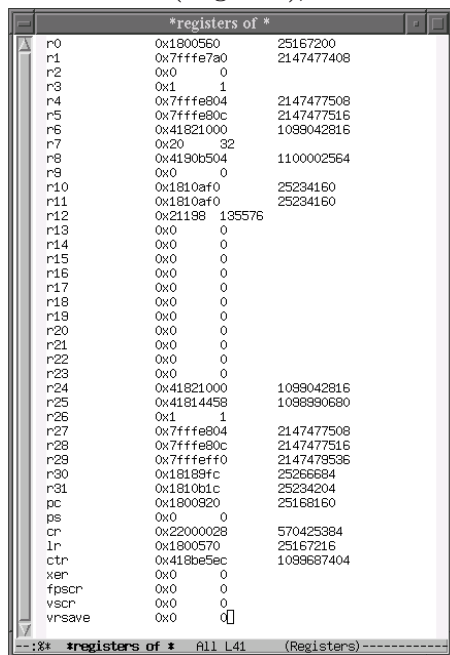 *registers of *
r0 0x1800560 25167200
r1 0x7fffe7a0 2147477408
r2 0x0 0
r3 0x1 1
r4 0x7fffe804 2147477508
r5 0x7fffe80c 2147477516
r6 0x41821000 1099042816
r7 0x20 32
r8 0x4190b504 1100002564
r9 0x0 0
r10 0x1810af0 25234160
r11 0x1810af0 25234160
r12 0x21198 135576
r13 0x0 0
r14 0x0 0
r15 0x0 0
r16 0x0 0
r17 0x0 0
r18 0x0 0
r19 0x0 0
r20 0x0 0
r21 0x0 0
r22 0x0 0
r23 0x0 0
r24 0x41821000 1099042816
r25 0x41814458 1098990680
r26 0x1 1
r27 0x7fffe804 2147477508
r28 0x7fffe80c 2147477516
r29 0x7fffeff0 2147479536
r30 0x18189fc 25266684
r31 0x1810b1c 25234204
pc 0x1800920 25168160
ps 0x0 0
cr 0x22000028 570425384
lr 0x1800570 25167216
ctr 0x418be5ec 1099687404
xer 0x0 0
fpscr 0x0 0
vscr 0x0 0
vrsave 0x0 0
--:%* *registers of * All L41 (Registers)------------